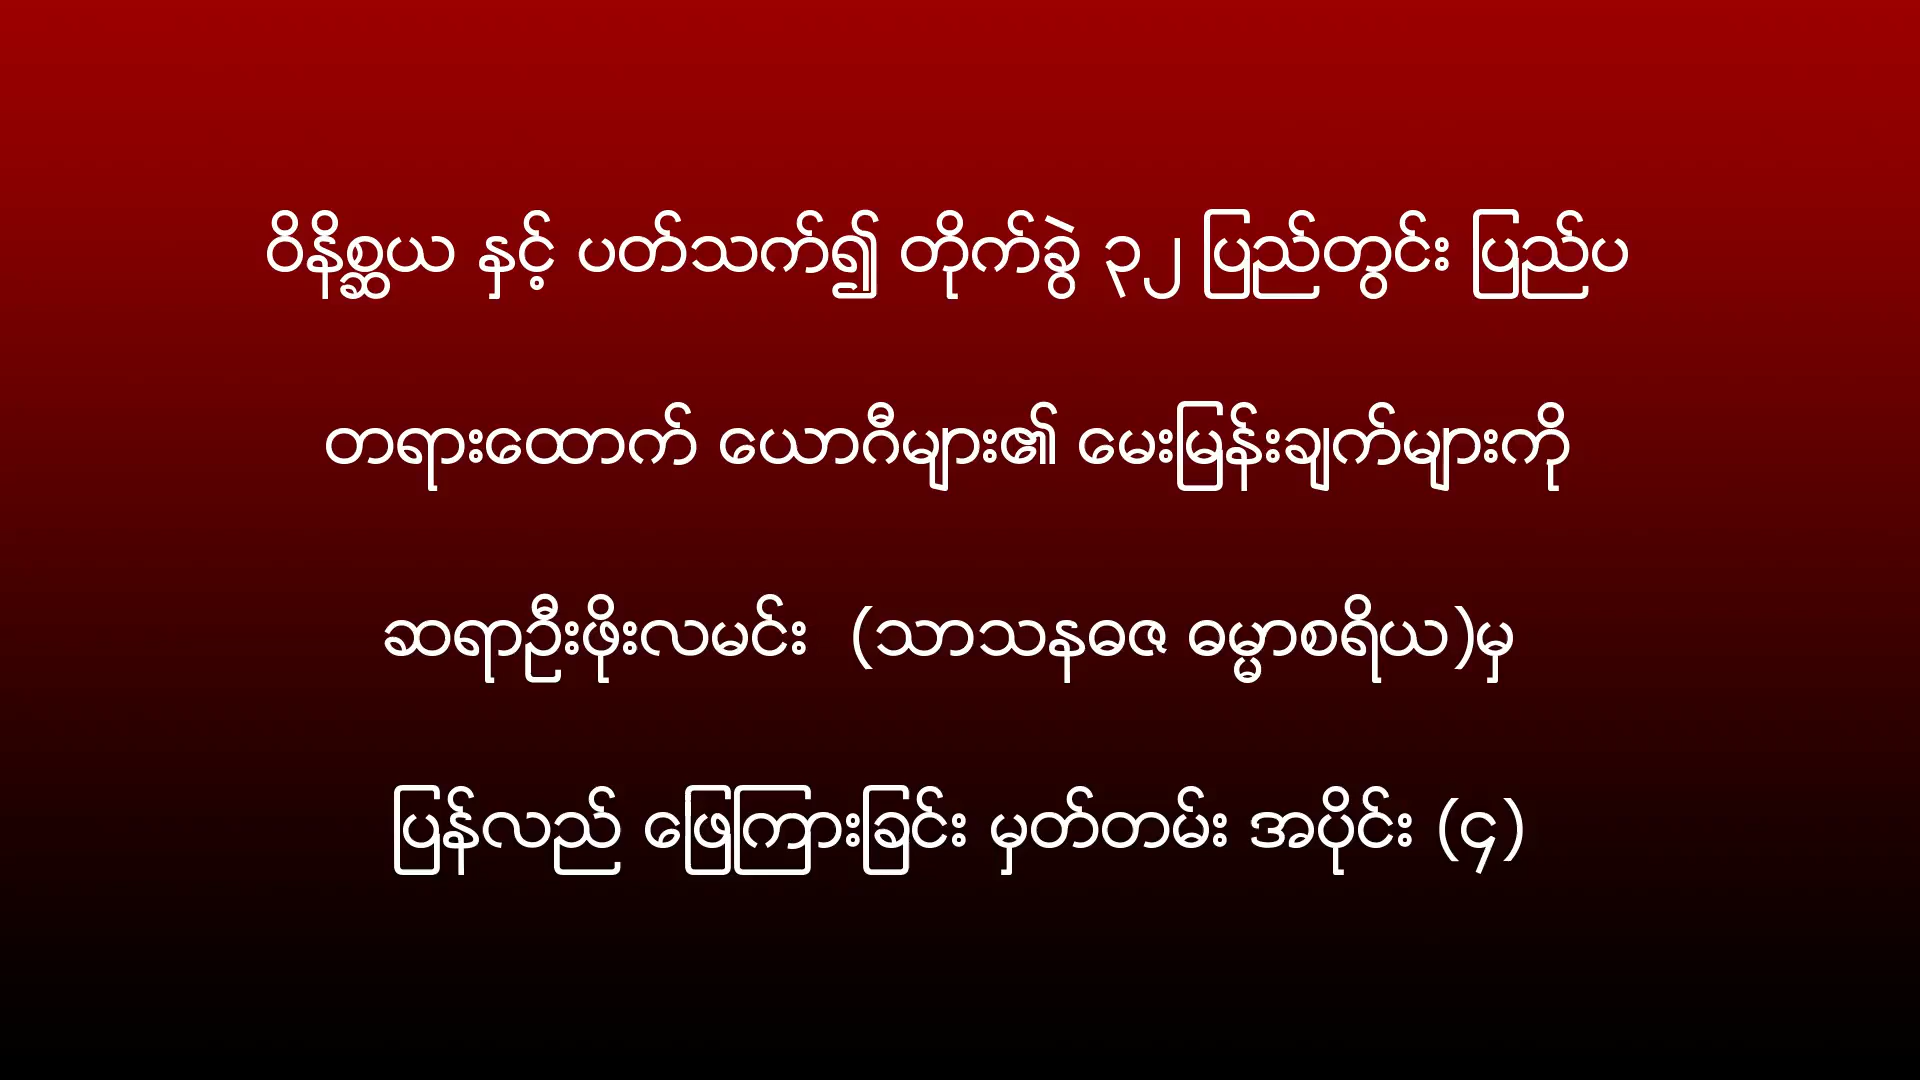 ဝိနိစ္ဆယ နှင့် ပတ်သက်၍ တိုက်ခွဲ ၃၂ ပြည်တွင်း ပြည်ပ
တရားထောက် ယောဂီများ၏ မေးမြန်းချက်များကို
ဆရာဦးဖိုးလမင်း (သာသနဓဇ ဓမ္မာစရိယ)မှ
ပြန်လည် ဖြေကြားခြင်း မှတ်တမ်း အပိုင်း (၄)